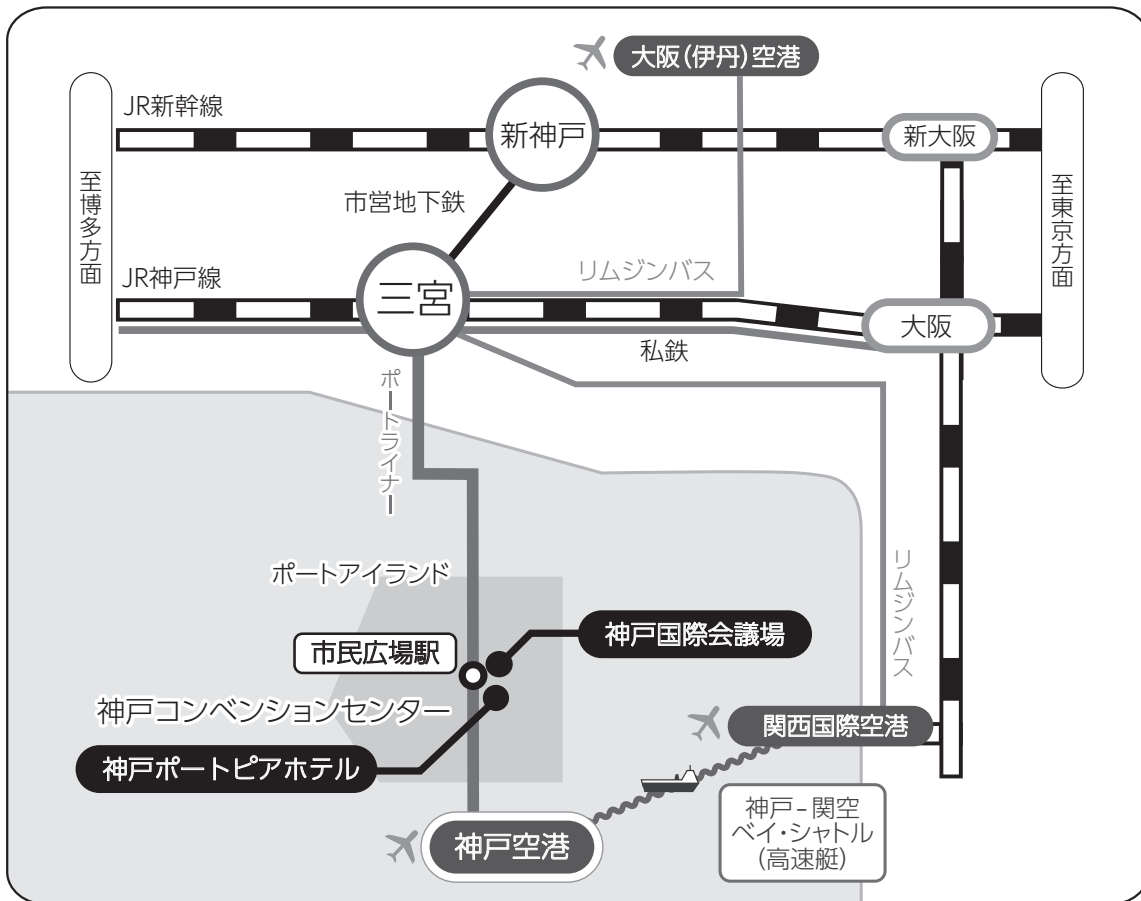 大阪(伊丹)空港
JR新幹線
新神戸
新大阪
至博多方面
至東京方面
市営地下鉄
リムジンバス
JR神戸線
三宮
大阪
私鉄
ポートライナー
リムジンバス
ポートアイランド
神戸国際会議場
市民広場駅
神戸コンベンションセンター
関西国際空港
神戸ポートピアホテル
神戸-関空
ベイ・シャトル
(高速艇)
神戸空港